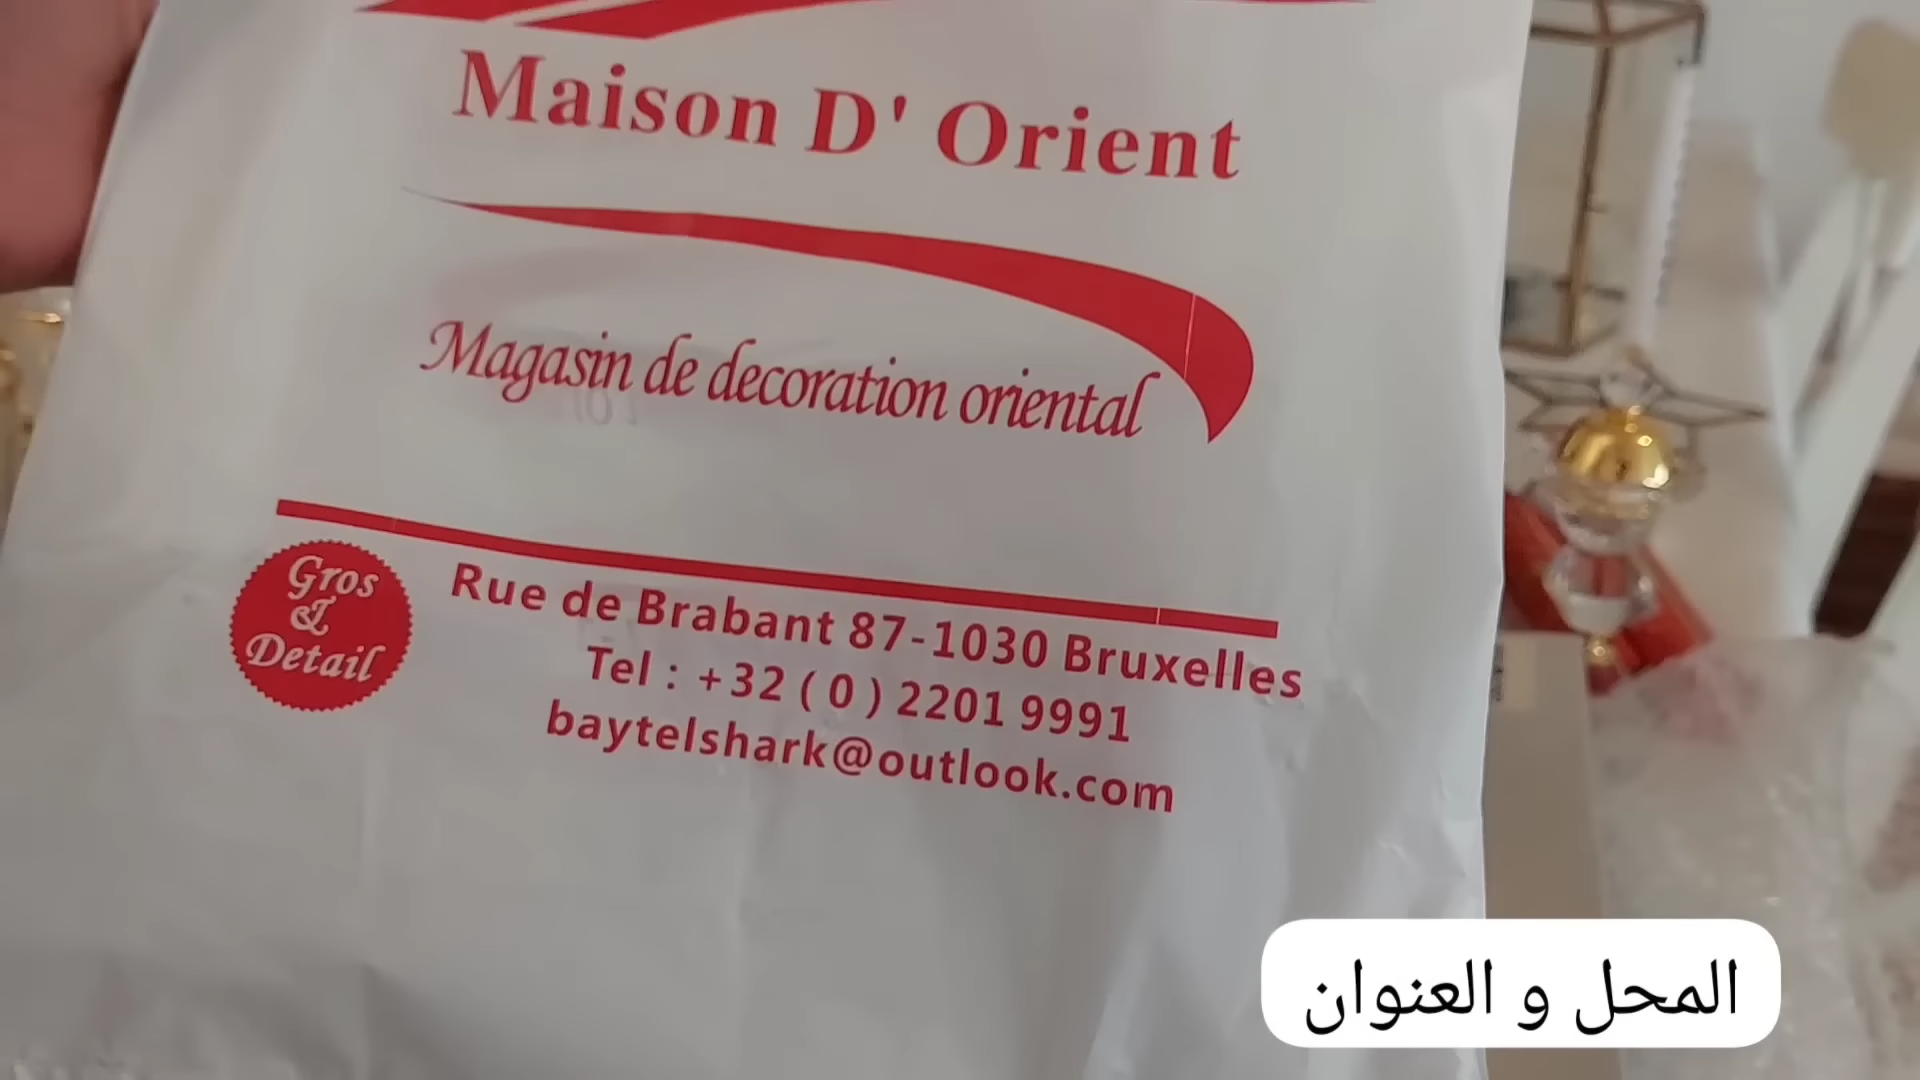 Maison D' Orient
Magasin de decoration oriental
Gros
&
Detail
Rue de Brabant 87-1030 Bruxelles
Tel : +32 ( 0 ) 2201 9991
baytelshark@outlook.com
المحل و العنوان